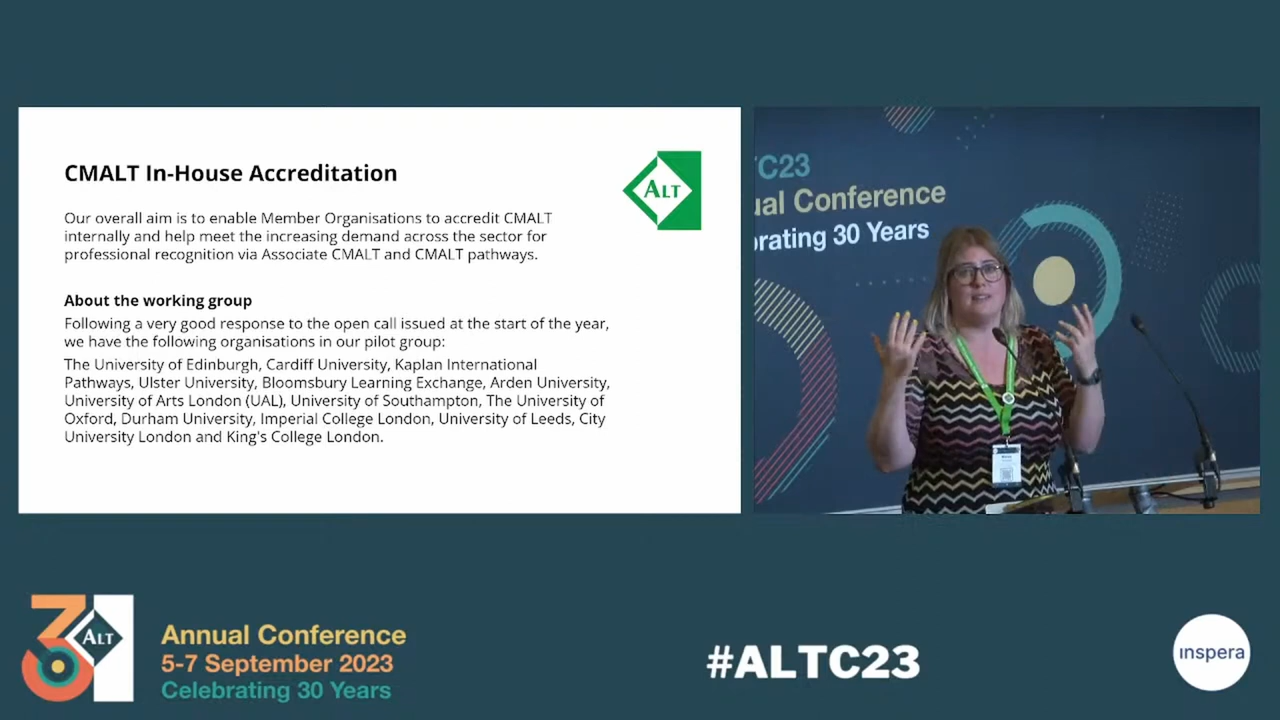 CMALT In-House Accreditation
ALT
Our overall aim is to enable Member Organisations to accredit CMALT
internally and help meet the increasing demand across the sector for
professional recognition via Associate CMALT and CMALT pathways.
About the working group
Following a very good response to the open call issued at the start of the year,
we have the following organisations in our pilot group:
The University of Edinburgh, Cardiff University, Kaplan International
Pathways, Ulster University, Bloomsbury Learning Exchange, Arden University,
University of Arts London (UAL), University of Southampton, The University of
Oxford, Durham University, Imperial College London, University of Leeds, City
University London and King's College London.
TC23
ual Conference
brating 30 Years
30
ALT
Annual Conference
5-7 September 2023
Celebrating 30 Years
#ALTC23
inspera